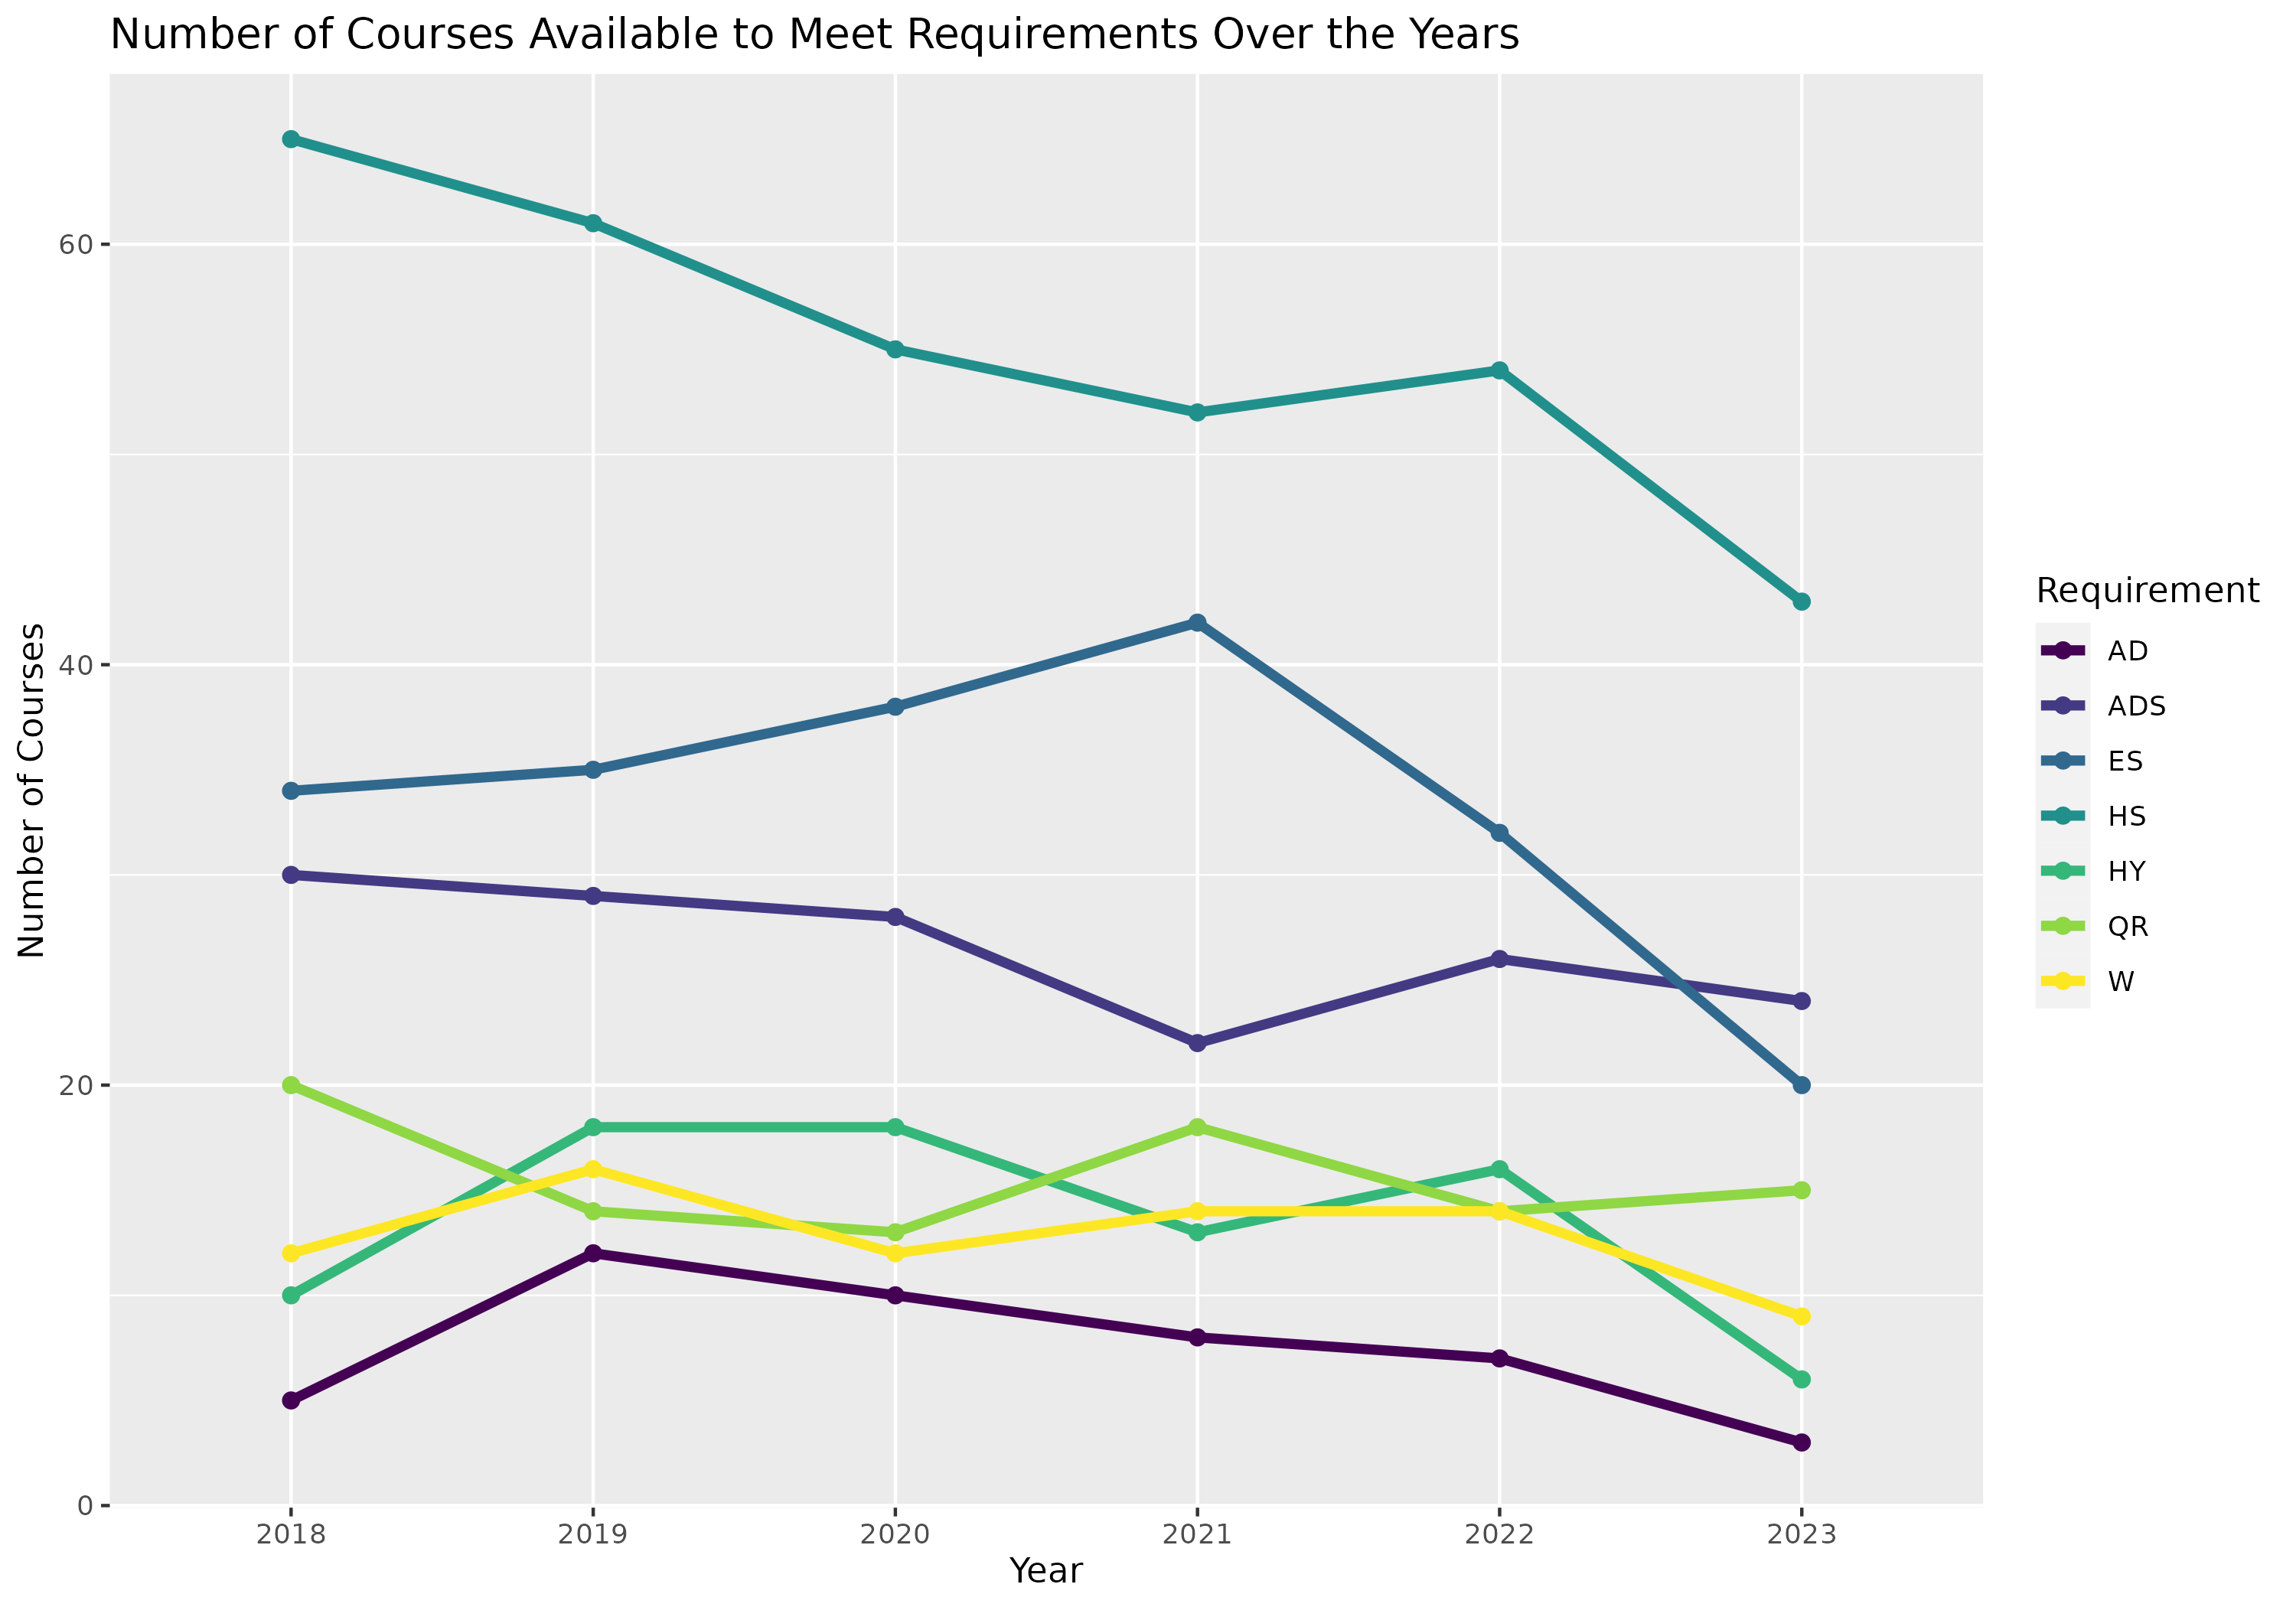 Number of Courses Available to Meet Requirements Over the Years
Number of Courses
60
40
20
0
2018 2019 2020 2021 2022 2023
Year
Requirement
AD
ADS
ES
HS
HY
QR
W